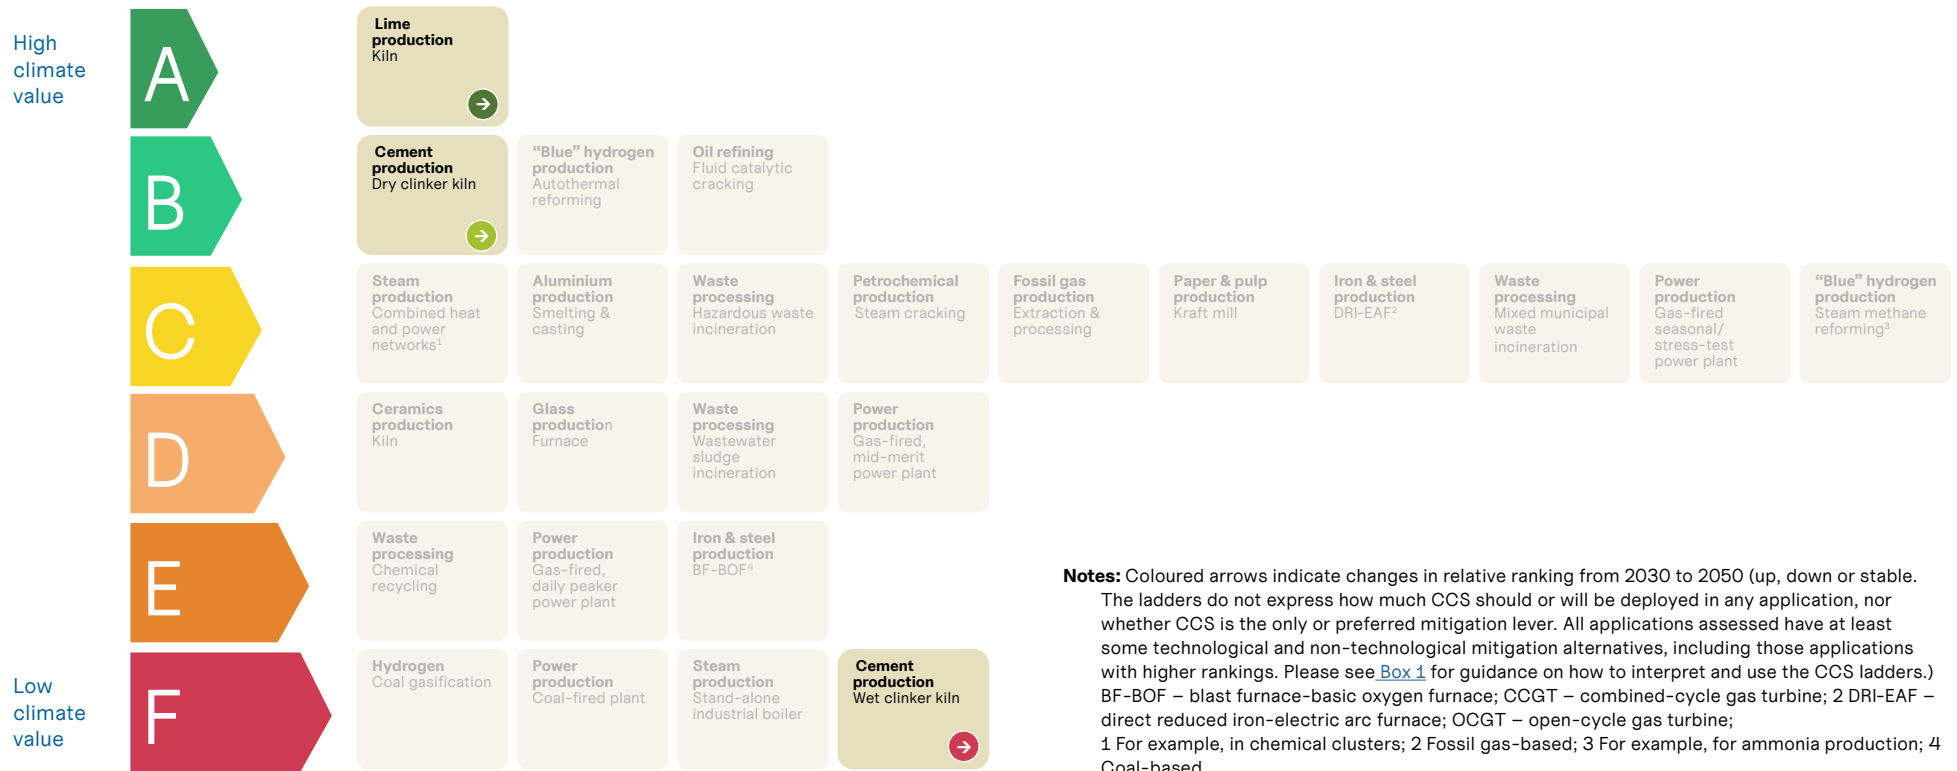 High
climate
value
A
Lime
production
Kiln
B
Cement
production
Dry clinker kiln
“Blue” hydrogen
production
Autothermal
reforming
Oil refining
Fluid catalytic
cracking
C
Steam
production
Combined heat
and power
networks¹
Aluminium
production
Smelting &
casting
Waste
processing
Hazardous waste
incineration
Petrochemical
production
Steam cracking
Fossil gas
production
Extraction &
processing
Paper & pulp
production
Kraft mill
Iron & steel
production
DRI-EAF²
Waste
processing
Mixed municipal
waste
incineration
Power
production
Gas-fired
seasonal/
stress-test
power plant
“Blue” hydrogen
production
Steam methane
reforming³
D
Ceramics
production
Kiln
Glass
production
Furnace
Waste
processing
Wastewater
sludge
incineration
Power
production
Gas-fired,
mid-merit
power plant
E
Waste
processing
Chemical
recycling
Power
production
Gas-fired,
daily peaker
power plant
Iron & steel
production
BF-BOF⁴
Low
climate
value
F
Hydrogen
Coal gasification
Power
production
Coal-fired plant
Steam
production
Stand-alone
industrial boiler
Cement
production
Wet clinker kiln
Notes: Coloured arrows indicate changes in relative ranking from 2030 to 2050 (up, down or stable.
The ladders do not express how much CCS should or will be deployed in any application, nor
whether CCS is the only or preferred mitigation lever. All applications assessed have at least
some technological and non-technological mitigation alternatives, including those applications
with higher rankings. Please see Box 1 for guidance on how to interpret and use the CCS ladders.)
BF-BOF – blast furnace-basic oxygen furnace; CCGT – combined-cycle gas turbine; 2 DRI-EAF –
direct reduced iron-electric arc furnace; OCGT – open-cycle gas turbine;
1 For example, in chemical clusters; 2 Fossil gas-based; 3 For example, for ammonia production; 4
Coal-based